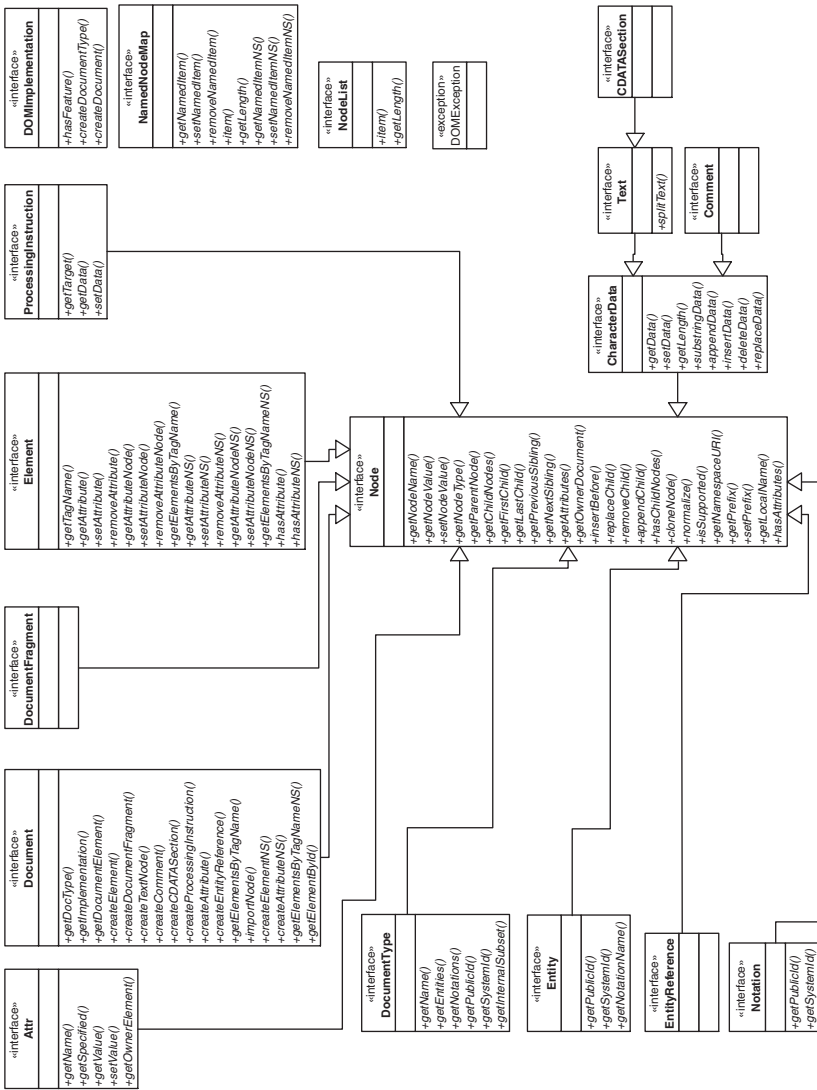 «interface»
Attr
+getName()
+getSpecified()
+getValue()
+setValue()
+getOwnerElement()
«interface»
Document
+getDocType()
+getImplementation()
+getDocumentElement()
+createElement()
+createDocumentFragment()
+createTextNode()
+createComment()
+createCDATASection()
+createProcessingInstruction()
+createAttribute()
+createEntityReference()
+getElementsByTagName()
+importNode()
+createElementNS()
+createAttributeNS()
+getElementsByTagNameNS()
+getElementById()
«interface»
DocumentFragment
«interface»
Element
+getTagName()
+getAttribute()
+setAttribute()
+removeAttribute()
+getAttributeNode()
+setAttributeNode()
+removeAttributeNode()
+getElementsByTagName()
+getAttributeNS()
+setAttributeNS()
+removeAttributeNS()
+getAttributeNodeNS()
+setAttributeNodeNS()
+getElementsByTagNameNS()
+hasAttribute()
+hasAttributeNS()
«interface»
ProcessingInstruction
+getTarget()
+getData()
+setData()
«interface»
DOMImplementation
+hasFeature()
+createDocumentType()
+createDocument()
«interface»
NamedNodeMap
+getNamedItem()
+setNamedItem()
+removeNamedItem()
+item()
+getLength()
+getNamedItemNS()
+setNamedItemNS()
+removeNamedItemNS()
«interface»
NodeList
+item()
+getLength()
«exception»
DOMException
«interface»
Node
+getNodeName()
+getNodeValue()
+setNodeValue()
+getNodeType()
+getParentNode()
+getChildNodes()
+getFirstChild()
+getLastChild()
+getPreviousSibling()
+getNextSibling()
+getAttributes()
+getOwnerDocument()
+insertBefore()
+replaceChild()
+removeChild()
+appendChild()
+hasChildNodes()
+cloneNode()
+normalize()
+isSupported()
+getNamespaceURI()
+getPrefix()
+setPrefix()
+getLocalName()
+hasAttributes()
«interface»
DocumentType
+getName()
+getEntities()
+getNotations()
+getPublicId()
+getSystemId()
+getInternalSubset()
«interface»
Entity
+getPublicId()
+getSystemId()
+getNotationName()
«interface»
EntityReference
«interface»
Notation
+getPublicId()
+getSystemId()
«interface»
CharacterData
+getData()
+setData()
+getLength()
+substringData()
+appendData()
+insertData()
+deleteData()
+replaceData()
«interface»
Text
+splitText()
«interface»
Comment
«interface»
CDATASection